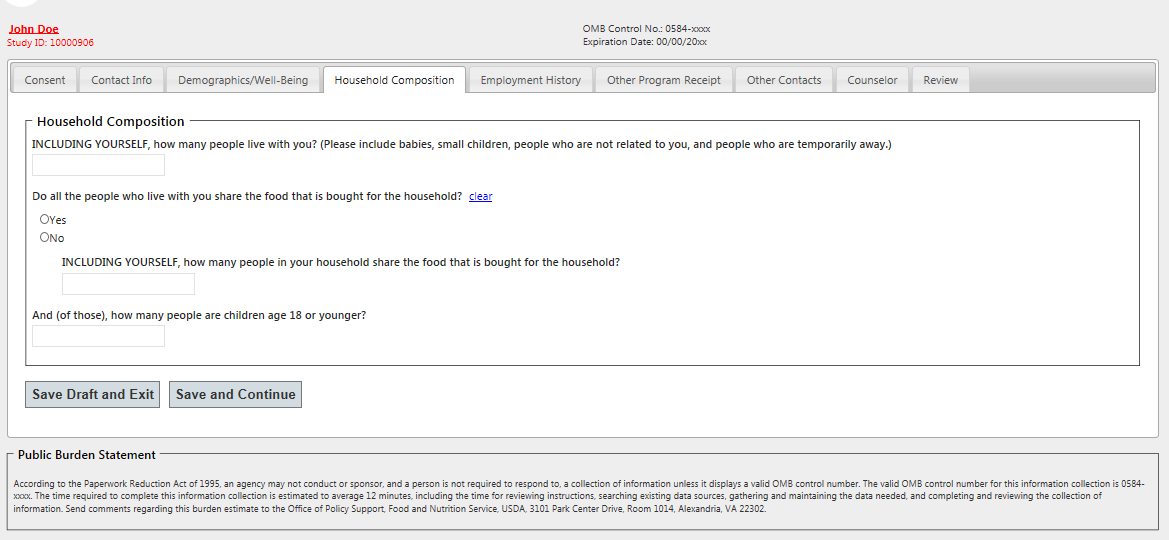 John Doe
Study ID: 10000906
OMB Control No.: 0584-xxxx
Expiration Date: 00/00/20xx
Consent
Contact Info
Demographics/Well-Being
Household Composition
Employment History
Other Program Receipt
Other Contacts
Counselor
Review
Household Composition
INCLUDING YOURSELF, how many people live with you? (Please include babies, small children, people who are not related to you, and people who are temporarily away.)
Do all the people who live with you share the food that is bought for the household? clear
Yes
No
INCLUDING YOURSELF, how many people in your household share the food that is bought for the household?
And (of those), how many people are children age 18 or younger?
Save Draft and Exit
Save and Continue
Public Burden Statement
According to the Paperwork Reduction Act of 1995, an agency may not conduct or sponsor, and a person is not required to respond to, a collection of information unless it displays a valid OMB control number. The valid OMB control number for this information collection is 0584-
xxxx. The time required to complete this information collection is estimated to average 12 minutes, including the time for reviewing instructions, searching existing data sources, gathering and maintaining the data needed, and completing and reviewing the collection of
information. Send comments regarding this burden estimate to the Office of Policy Support, Food and Nutrition Service, USDA, 3101 Park Center Drive, Room 1014, Alexandria, VA 22302.